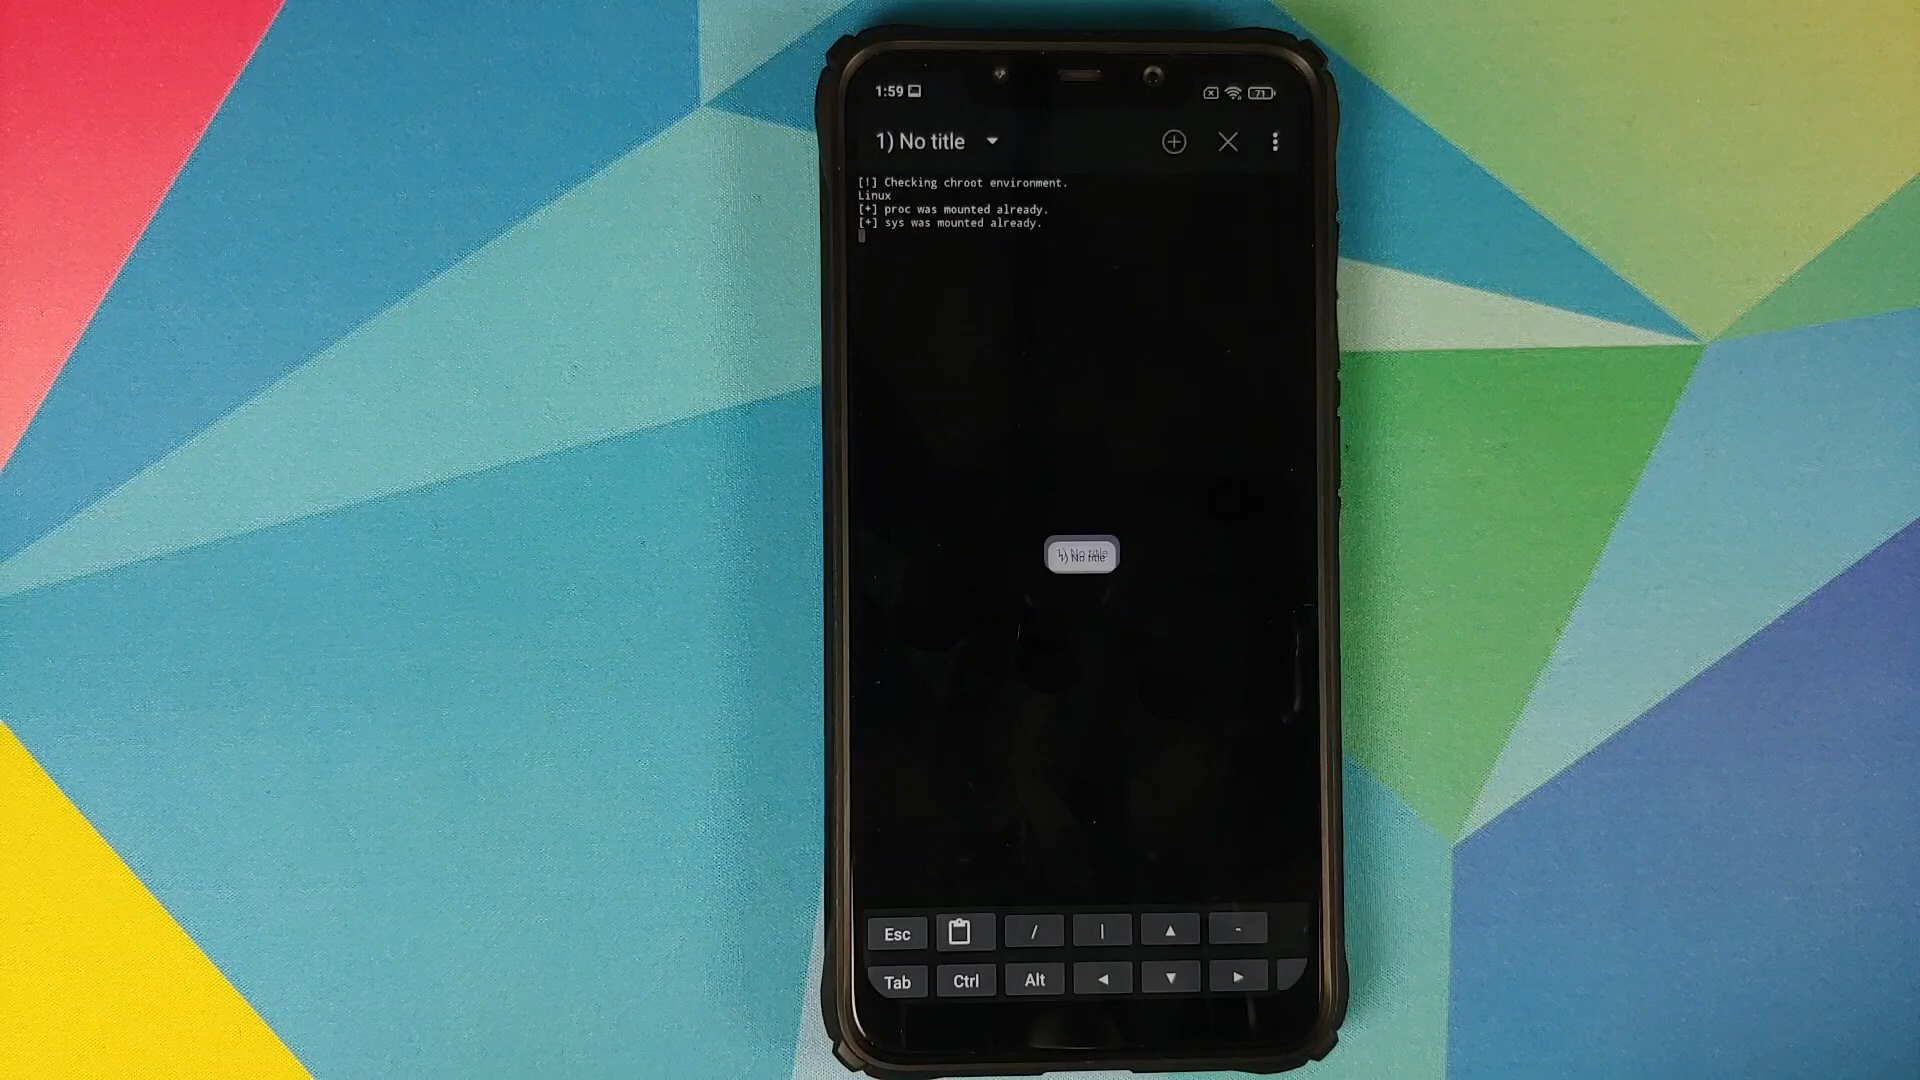 1:59
71
1) No title
[!] Checking chroot environment.
Linux
[+] proc was mounted already.
[+] sys was mounted already.
1) No title
Esc / | ▲ -
Tab Ctrl Alt ◄ ▼ ►